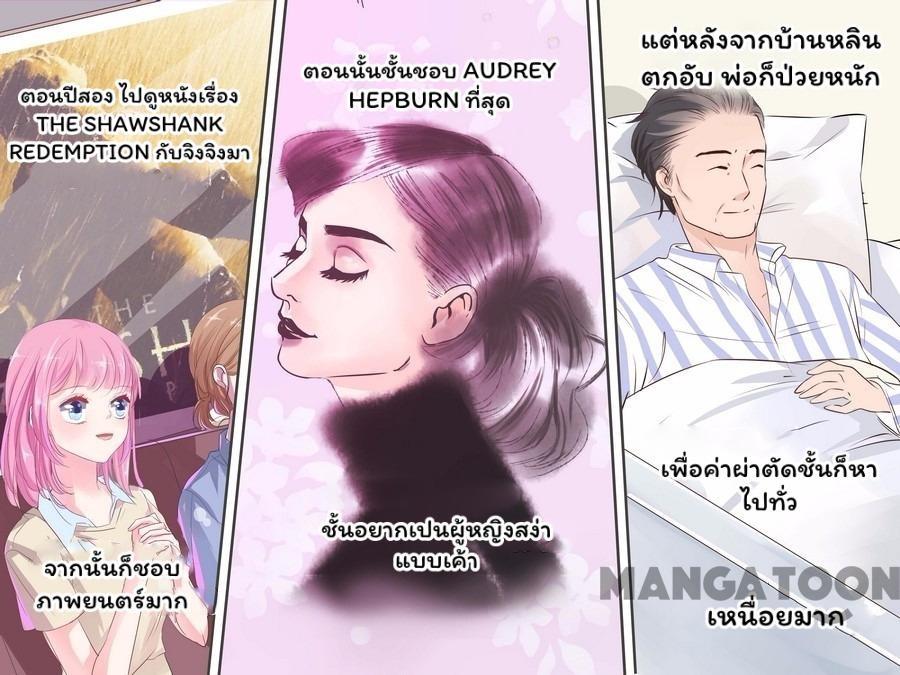 ตอนปีสอง ไปดูหนังเรื่อง
THE SHAWSHANK
REDEMPTION กับจิงจิงมา
THE
จากนั้นก็ชอบ
ภาพยนตร์มาก
ตอนนั้นชั้นชอบ AUDREY
HEPBURN ที่สุด
ชั้นอยากเปนผู้หญิงสง่า
แบบเค้า
แต่หลังจากบ้านหลิน
ตกอับ พ่อก็ป่วยหนัก
เพื่อค่าผ่าตัดชั้นก็หา
ไปทั่ว
MANGATOON
เหนื่อยมาก